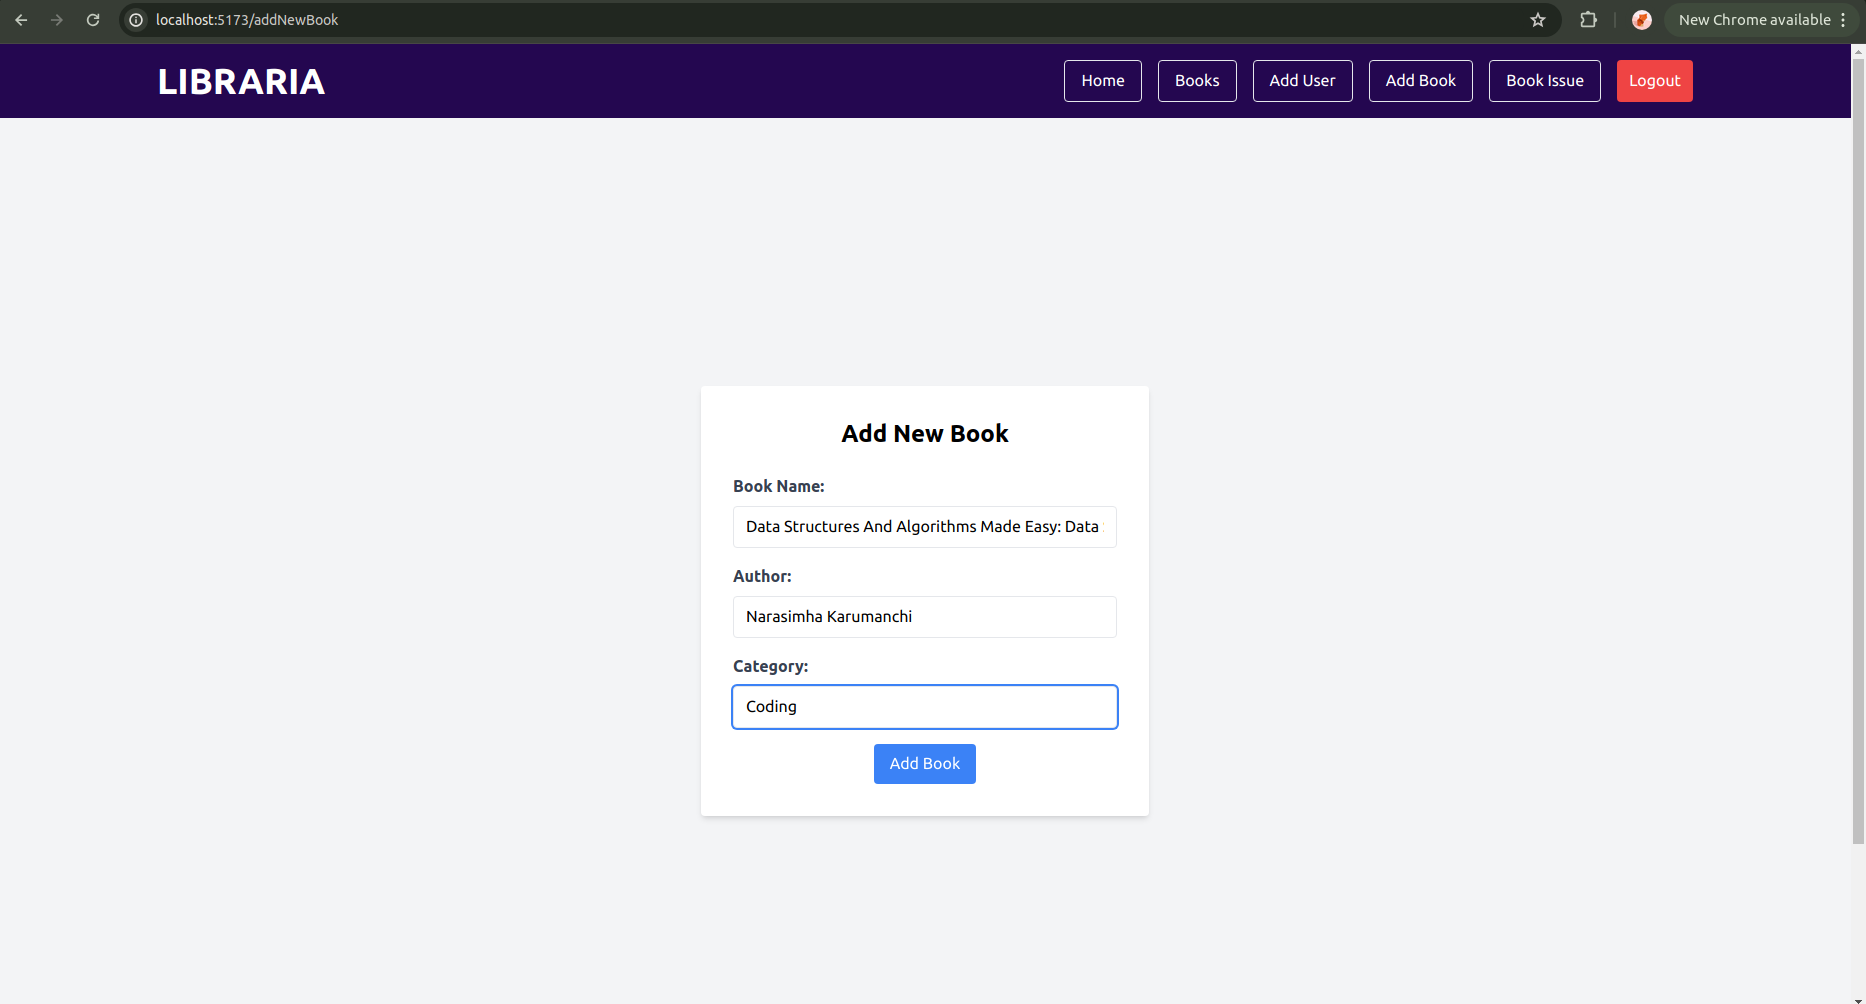 localhost:5173/addNewBook
New Chrome available
LIBRARIA
Home Books Add User Add Book Book Issue Logout
Add New Book
Book Name:
Data Structures And Algorithms Made Easy: Data
Author:
Narasimha Karumanchi
Category:
Coding
Add Book